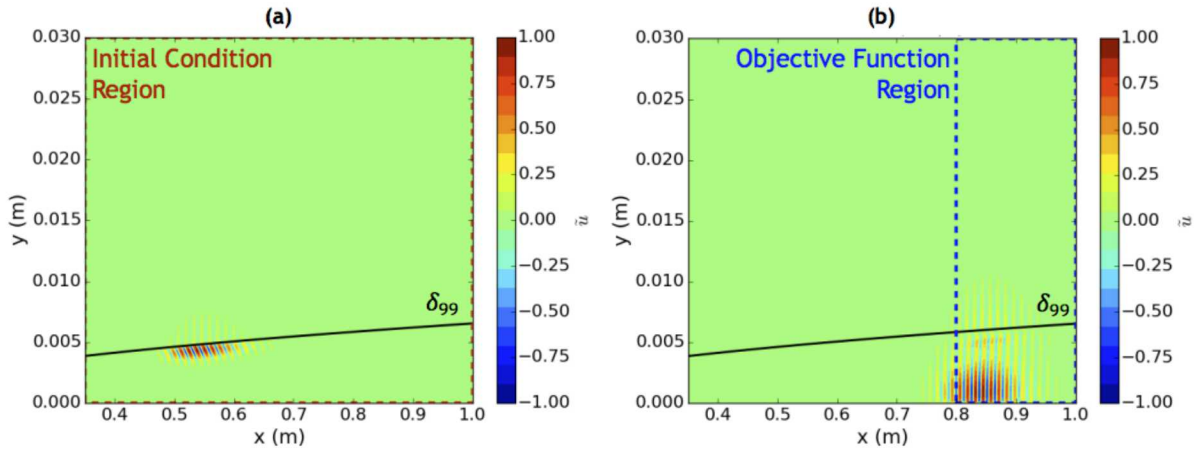 (a)
Initial Condition
Region
0.030
0.025
0.020
0.015
0.010
0.005
0.000
y (m)
0.4 0.5 0.6 0.7 0.8 0.9 1.0
x (m)
δ99
1.00
0.75
0.50
0.25
0.00
−0.25
−0.50
−0.75
−1.00
ũ
(b)
Objective Function
Region
0.030
0.025
0.020
0.015
0.010
0.005
0.000
y (m)
0.4 0.5 0.6 0.7 0.8 0.9 1.0
x (m)
δ99
1.00
0.75
0.50
0.25
0.00
−0.25
−0.50
−0.75
−1.00
ũ